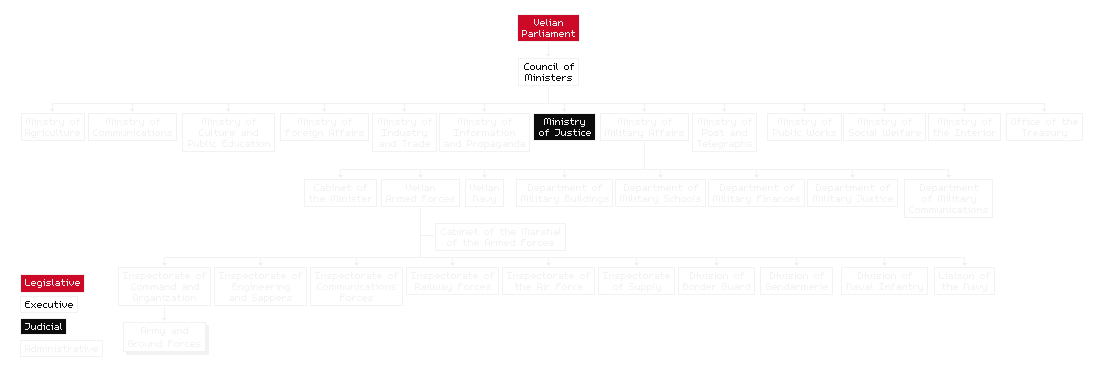 Velian
Parliament
Council of
Ministers
Ministry of
Agriculture
Ministry of
Communications
Ministry of
Culture and
Public Education
Ministry of
Foreign Affairs
Ministry of
Industry
and Trade
Ministry of
Information
and Propaganda
Ministry
of Justice
Ministry of
Military Affairs
Ministry of
Post and
Telegraphs
Ministry of
Public Works
Ministry of
Social Welfare
Ministry of
the Interior
Office of the
Treasury
Cabinet of
the Minister
Velian
Armed Forces
Velian
Navy
Department of
Military Buildings
Department of
Military Schools
Department of
Military Finances
Department of
Military Justice
Department
of Military
Communications
Cabinet of the Marshal
of the Armed Forces
Inspectorate of
Command and
Organization
Inspectorate of
Engineering
and Sappers
Inspectorate of
Communications
Forces
Inspectorate of
Railway Forces
Inspectorate of
the Air Force
Inspectorate
of Supply
Division of
Border Guard
Division of
Gendarmerie
Division of
Naval Infantry
Liaison of
the Navy
Army and
Ground Forces
Legislative
Executive
Judicial
Administrative